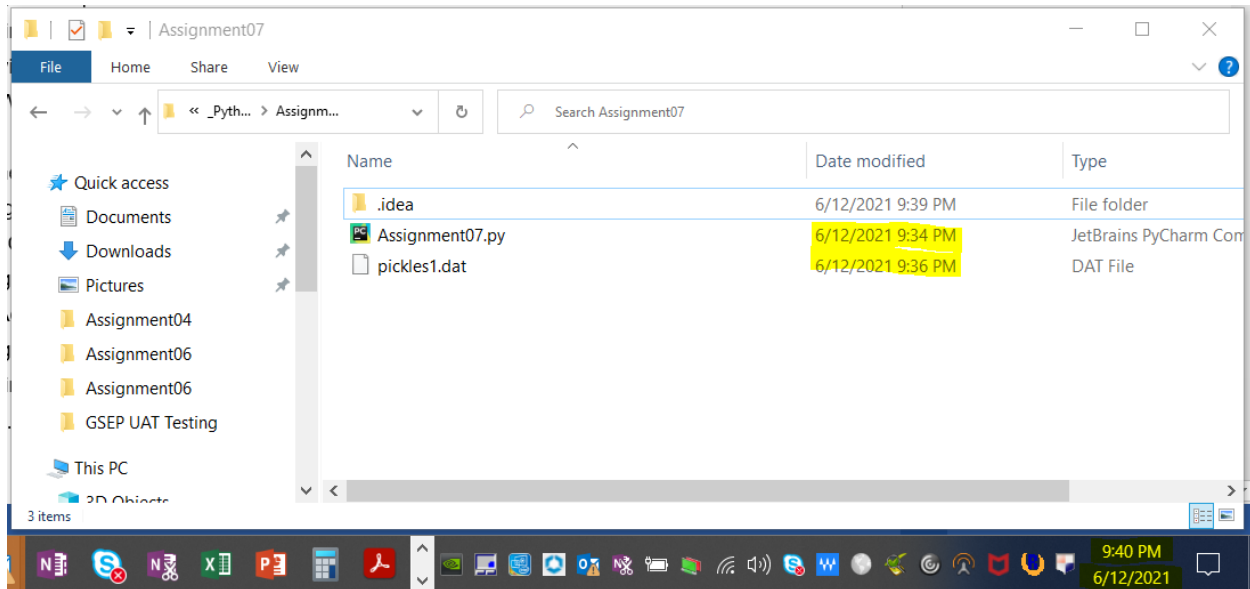 Assignment07
File Home Share View
« _Pyth... > Assignm... Search Assignment07
Name Date modified Type
Quick access
.idea 6/12/2021 9:39 PM File folder
Documents
Assignment07.py 6/12/2021 9:34 PM JetBrains PyCharm Com
Downloads
pickles1.dat 6/12/2021 9:36 PM DAT File
Pictures
Assignment04
Assignment06
Assignment06
GSEP UAT Testing
This PC
3D Objects
3 items
9:40 PM
6/12/2021